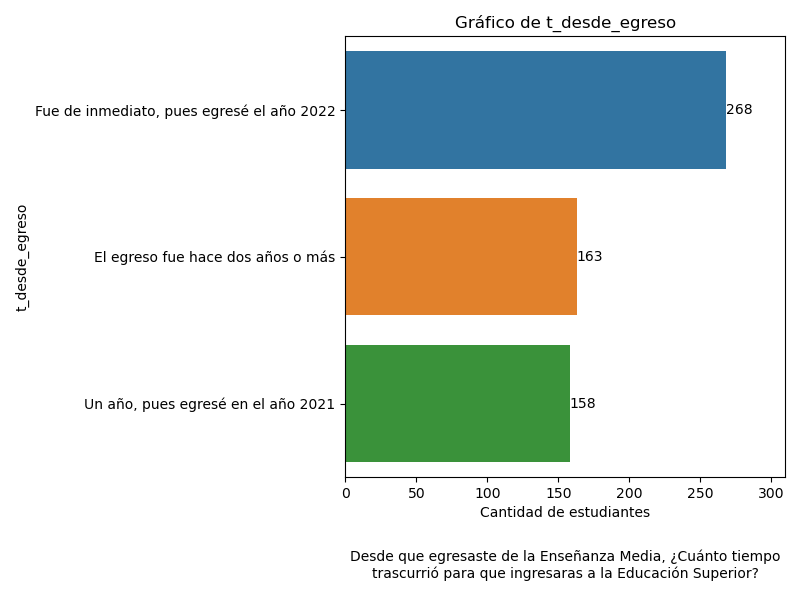 Gráfico de t_desde_egreso
Fue de inmediato, pues egresé el año 2022
268
El egreso fue hace dos años o más
163
Un año, pues egresé en el año 2021
158
t_desde_egreso
0 50 100 150 200 250 300
Cantidad de estudiantes
Desde que egresaste de la Enseñanza Media, ¿Cuánto tiempo
trascurrió para que ingresaras a la Educación Superior?